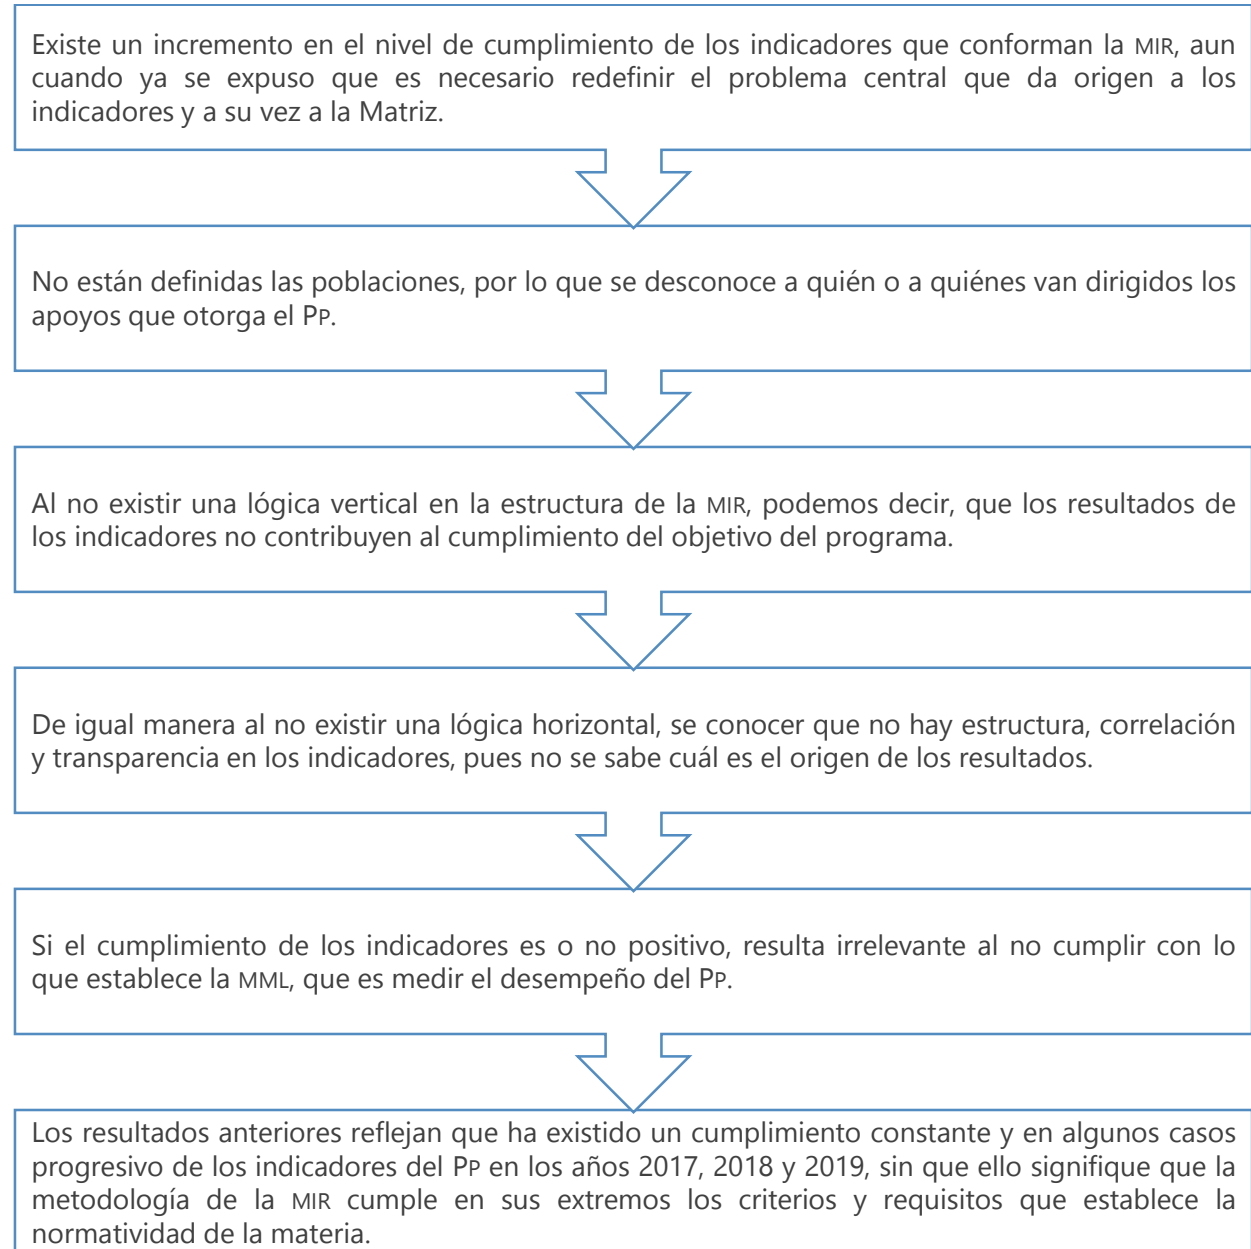 Existe un incremento en el nivel de cumplimiento de los indicadores que conforman la MIR, aun
cuando ya se expuso que es necesario redefinir el problema central que da origen a los
indicadores y a su vez a la Matriz.
No están definidas las poblaciones, por lo que se desconoce a quién o a quiénes van dirigidos los
apoyos que otorga el PP.
Al no existir una lógica vertical en la estructura de la MIR, podemos decir, que los resultados de
los indicadores no contribuyen al cumplimiento del objetivo del programa.
De igual manera al no existir una lógica horizontal, se conocer que no hay estructura, correlación
y transparencia en los indicadores, pues no se sabe cuál es el origen de los resultados.
Si el cumplimiento de los indicadores es o no positivo, resulta irrelevante al no cumplir con lo
que establece la MML, que es medir el desempeño del PP.
Los resultados anteriores reflejan que ha existido un cumplimiento constante y en algunos casos
progresivo de los indicadores del PP en los años 2017, 2018 y 2019, sin que ello signifique que la
metodología de la MIR cumple en sus extremos los criterios y requisitos que establece la
normatividad de la materia.